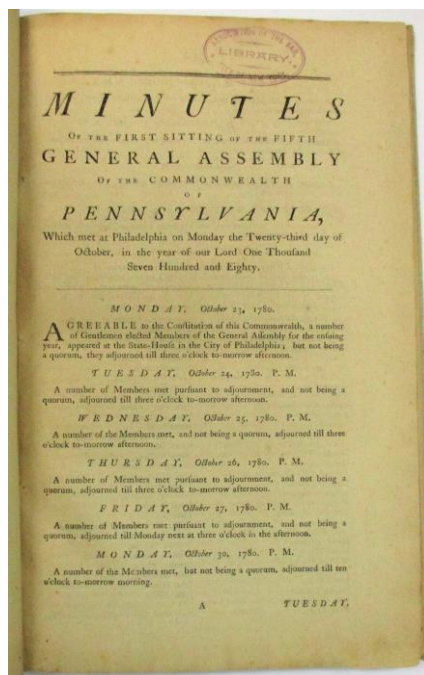 ASSOCIATION OF THE BAR
LIBRARY
MINUTES
OF THE FIRST SITTING OF THE FIFTH
GENERAL ASSEMBLY
OF THE COMMONWEALTH
OF
PENNSYLVANIA,
Which met at Philadelphia on Monday the Twenty-third day of
October, in the year of our Lord One Thouſand
Seven Hundred and Eighty.
MONDAY, October 23, 1780.
AGREEABLE to the Conſtitution of this Commonwealth, a number
of Gentlemen elected Members of the General Aſſembly for the enſuing
year, appeared at the State-Houſe in the City of Philadelphia; but not being
a quorum, they adjourned till three o'clock to-morrow afternoon.
TUESDAY, October 24, 1780. P. M.
A number of Members met purſuant to adjournment, and not being a
quorum, adjourned till three o'clock to-morrow afternoon.
WEDNESDAY, October 25, 1780. P. M.
A number of the Members met, and not being a quorum, adjourned till three
o'clock to-morrow afternoon.
THURSDAY, October 26, 1780. P. M.
A number of Members met purſuant to adjournment, and not being a
quorum, adjourned till three o'clock to-morrow afternoon.
FRIDAY, October 27, 1780. P. M.
A number of Members met purſuant to adjournment, and not being a
quorum, adjourned till Monday next at three o'clock in the afternoon.
MONDAY, October 30, 1780. P. M.
A number of the Members met, but not being a quorum, adjourned till ten
o'clock to-morrow morning.
A
TUESDAY,